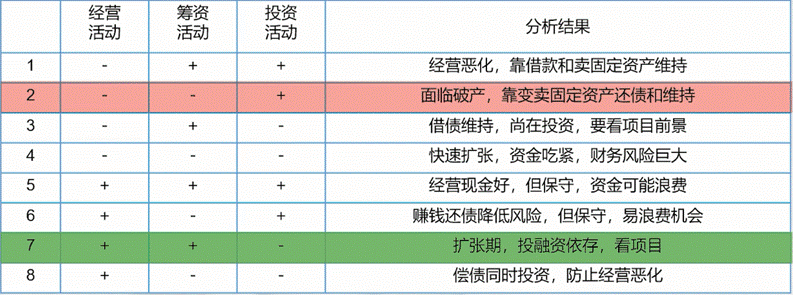 经营活动 筹资活动 投资活动 分析结果
1 - + + 经营恶化，靠借款和卖固定资产维持
2 - - + 面临破产，靠变卖固定资产还债和维持
3 - + - 借债维持，尚在投资，要看项目前景
4 - - - 快速扩张，资金吃紧，财务风险巨大
5 + + + 经营现金好，但保守，资金可能浪费
6 + - + 赚钱还债降低风险，但保守，易浪费机会
7 + + - 扩张期，投融资依存，看项目
8 + - - 偿债同时投资，防止经营恶化